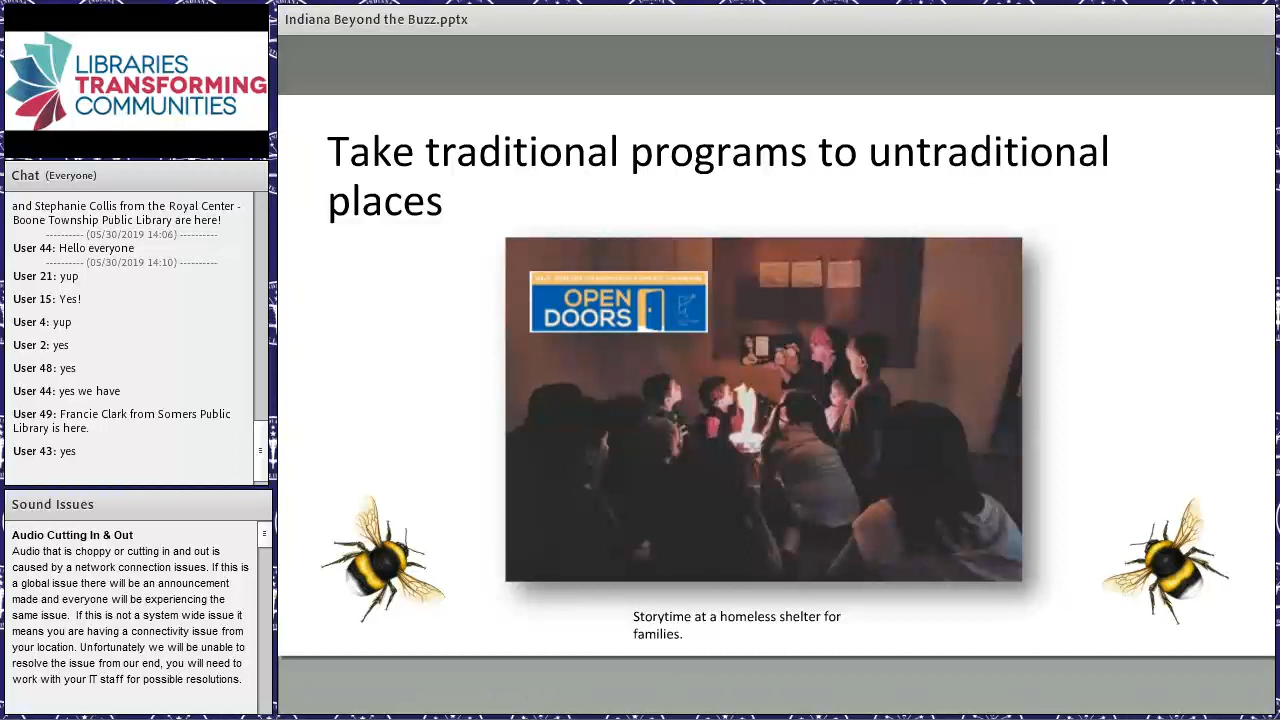 Indiana Beyond the Buzz.pptx
LIBRARIES
TRANSFORMING
COMMUNITIES
Chat (Everyone)
and Stephanie Collis from the Royal Center -
Boone Township Public Library are here!
---------- (05/30/2019 14:06) ----------
User 44: Hello everyone
---------- (05/30/2019 14:10) ----------
User 21: yup
User 15: Yes!
User 4: yup
User 2: yes
User 48: yes
User 44: yes we have
User 49: Francie Clark from Somers Public
Library is here.
User 43: yes
Sound Issues
Audio Cutting In & Out
Audio that is choppy or cutting in and out is
caused by a network connection issues. If this is
a global issue there will be an announcement
made and everyone will be experiencing the
same issue.  If this is not a system wide issue it
means you are having a connectivity issue from
your location. Unfortunately we will be unable to
resolve the issue from our end, you will need to
work with your IT staff for possible resolutions.
Take traditional programs to untraditional
places
OPEN
DOORS
Storytime at a homeless shelter for
families.